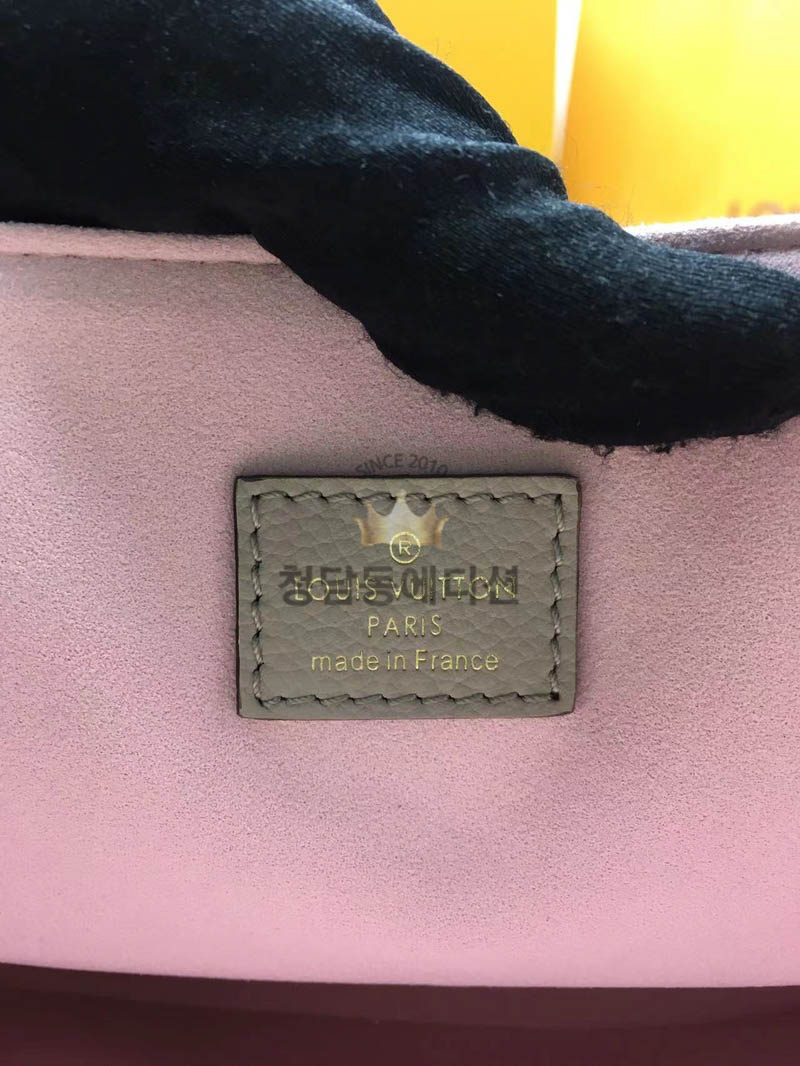 SINCE 2010
®
청담동에디션
LOUIS VUITTON
PARIS
made in France